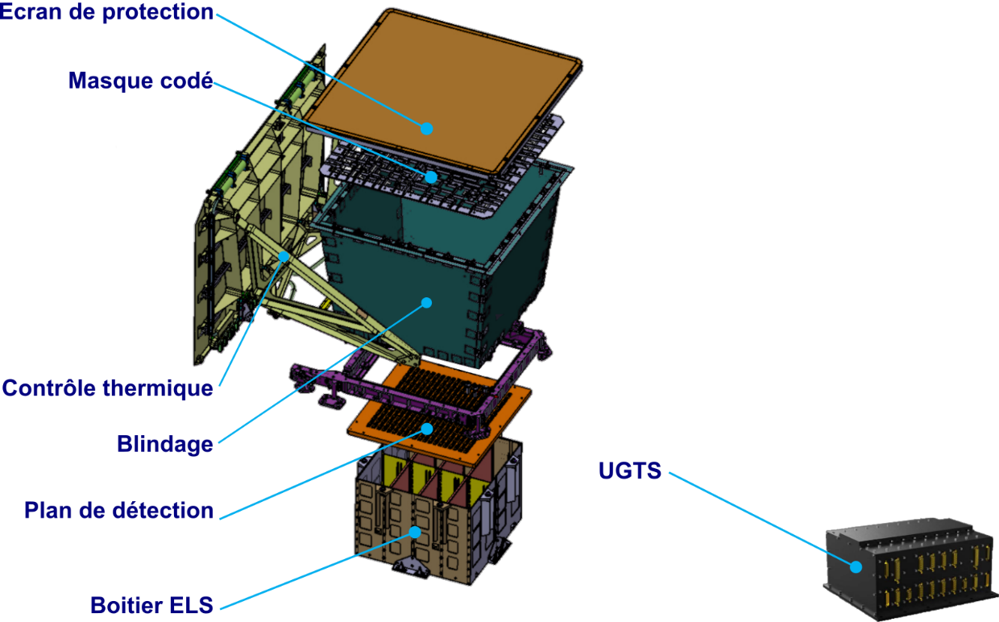 Ecran de protection
Masque codé
Contrôle thermique
Blindage
Plan de détection
Boitier ELS
UGTS